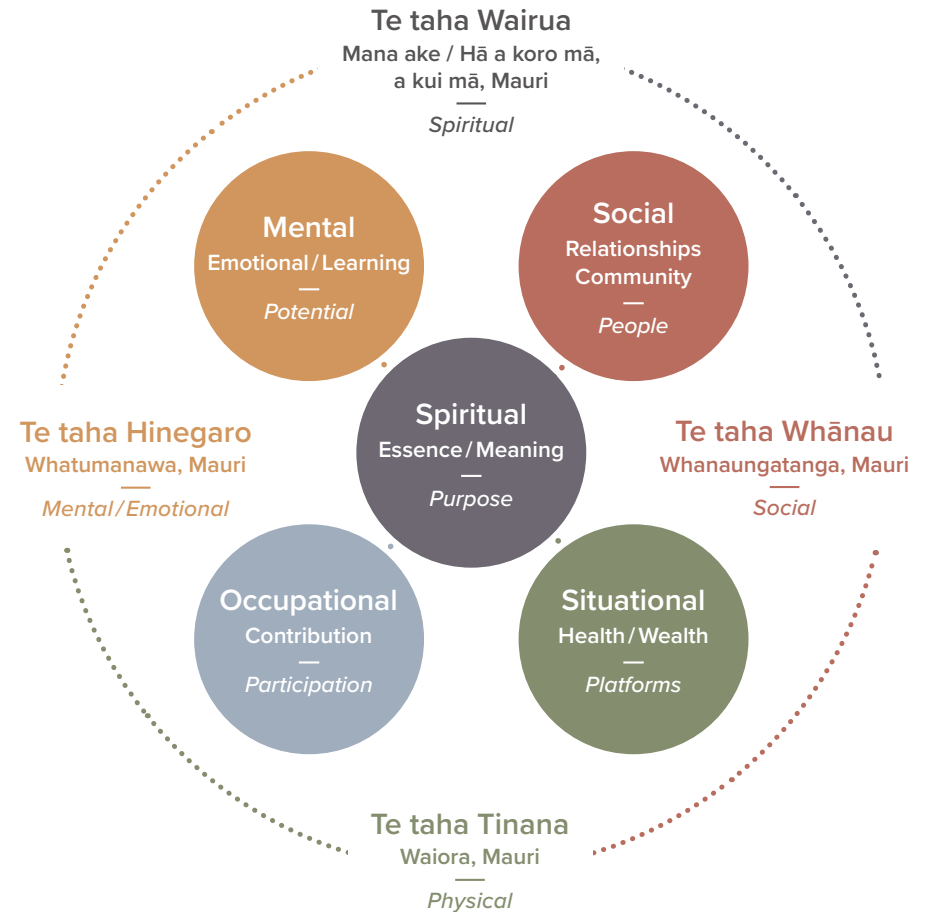 Te taha Wairua
Mana ake / Hā a koro mā,
a kui mā, Mauri
Spiritual
Mental
Emotional / Learning
Potential
Social
Relationships
Community
People
Spiritual
Essence / Meaning
Purpose
Te taha Hinegaro
Whatumanawa, Mauri
Mental / Emotional
Te taha Whānau
Whanaungatanga, Mauri
Social
Occupational
Contribution
Participation
Situational
Health / Wealth
Platforms
Te taha Tinana
Waiora, Mauri
Physical